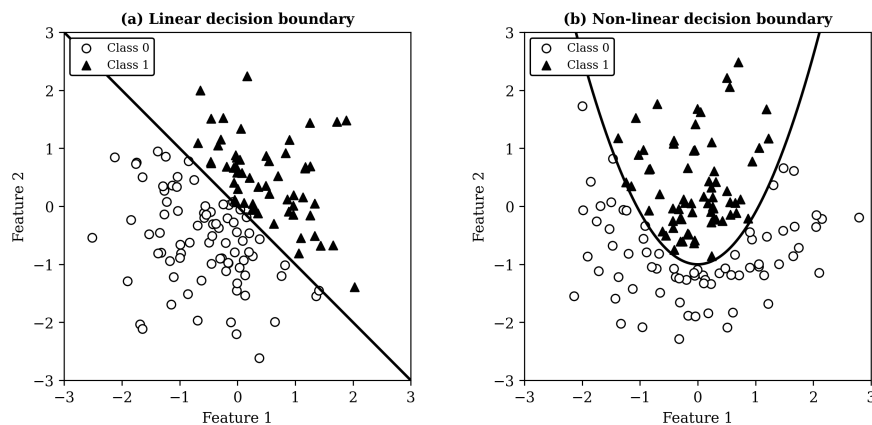 (a) Linear decision boundary
Class 0
Class 1
3
2
1
0
−1
−2
−3
Feature 2
−3 −2 −1 0 1 2 3
Feature 1
(b) Non-linear decision boundary
Class 0
Class 1
3
2
1
0
−1
−2
−3
Feature 2
−3 −2 −1 0 1 2 3
Feature 1